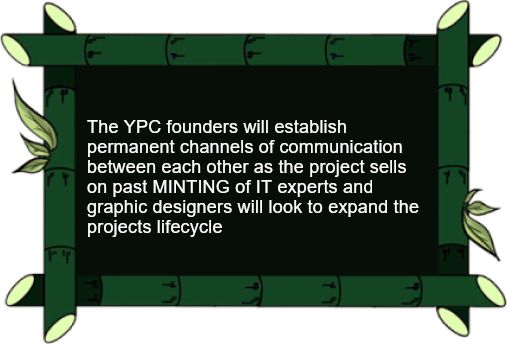 The YPC founders will establish
permanent channels of communication
between each other as the project sells
on past MINTING of IT experts and
graphic designers will look to expand the
projects lifecycle